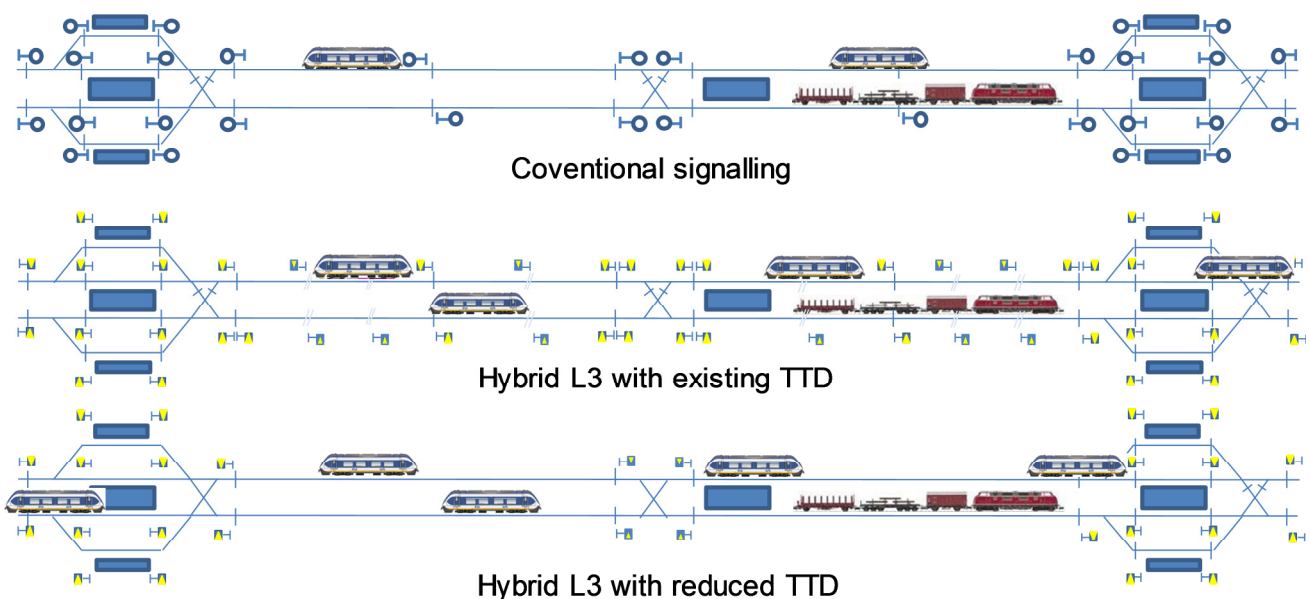 Coventional signalling
Hybrid L3 with existing TTD
Hybrid L3 with reduced TTD